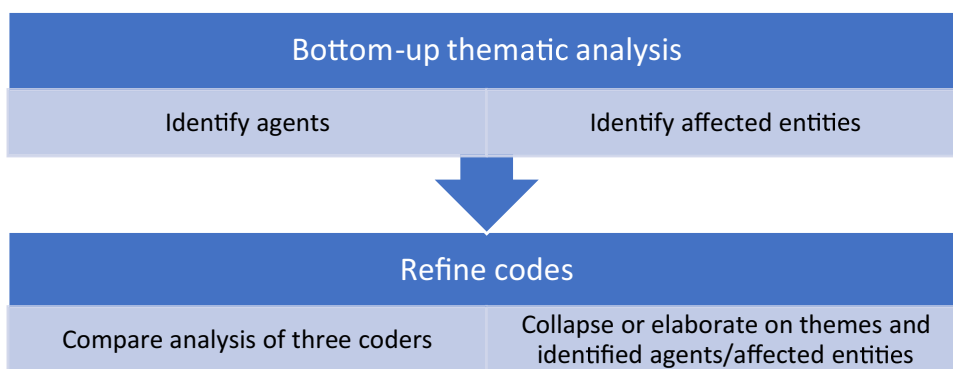 Bottom-up thematic analysis
Identify agents
Identify affected entities
Refine codes
Compare analysis of three coders
Collapse or elaborate on themes and
identified agents/affected entities